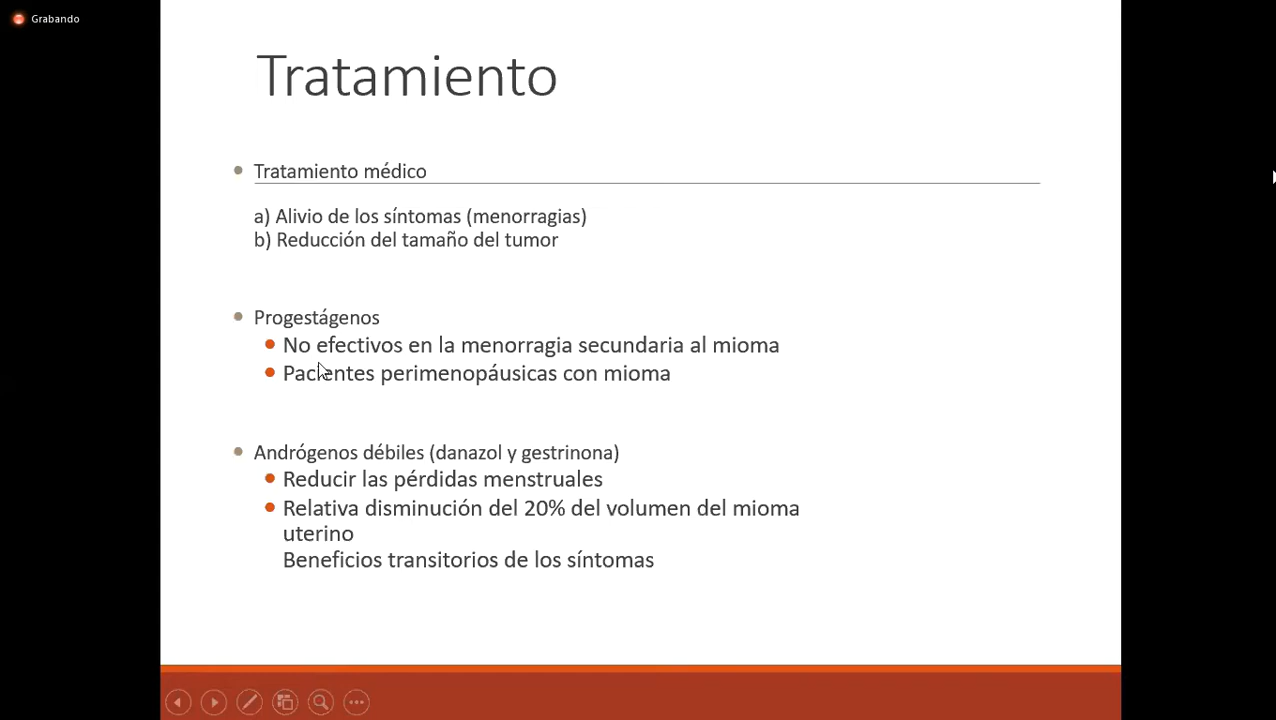 Grabando
Tratamiento
Tratamiento médico
a) Alivio de los síntomas (menorragias)
b) Reducción del tamaño del tumor
Progestágenos
No efectivos en la menorragia secundaria al mioma
Pacientes perimenopáusicas con mioma
Andrógenos débiles (danazol y gestrinona)
Reducir las pérdidas menstruales
Relativa disminución del 20% del volumen del mioma
uterino
Beneficios transitorios de los síntomas